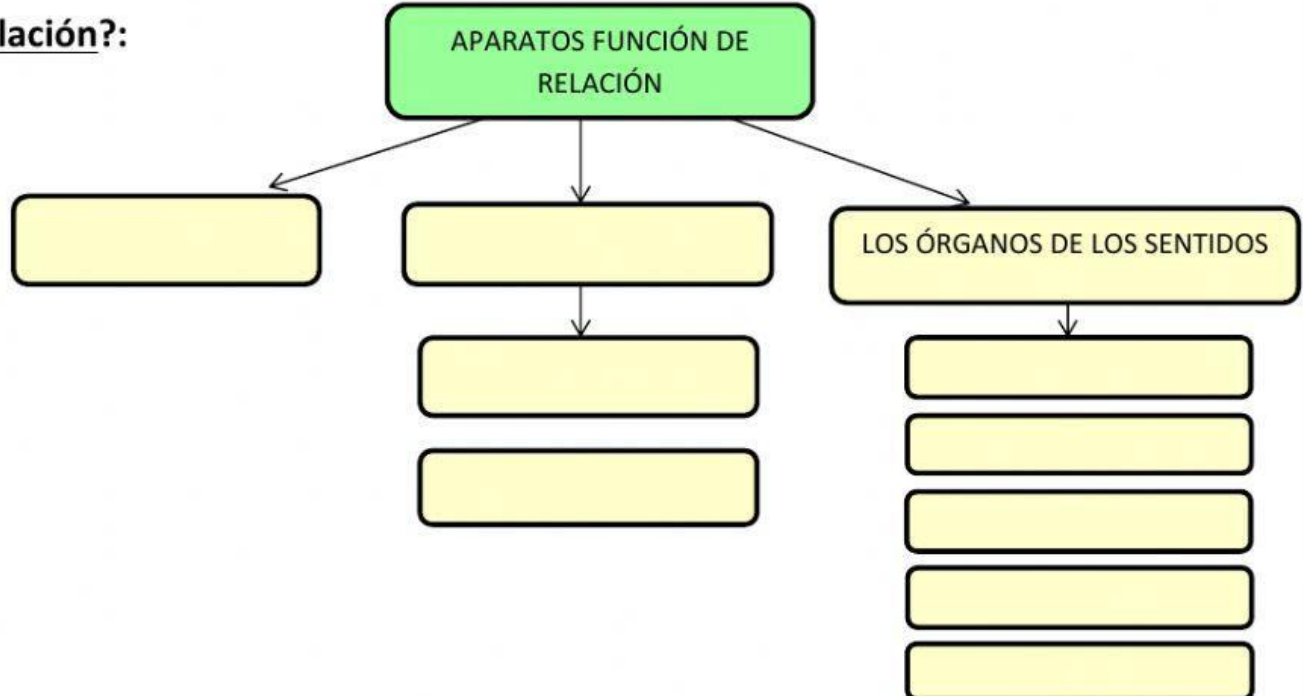 lación?:
APARATOS FUNCIÓN DE
RELACIÓN
LOS ÓRGANOS DE LOS SENTIDOS